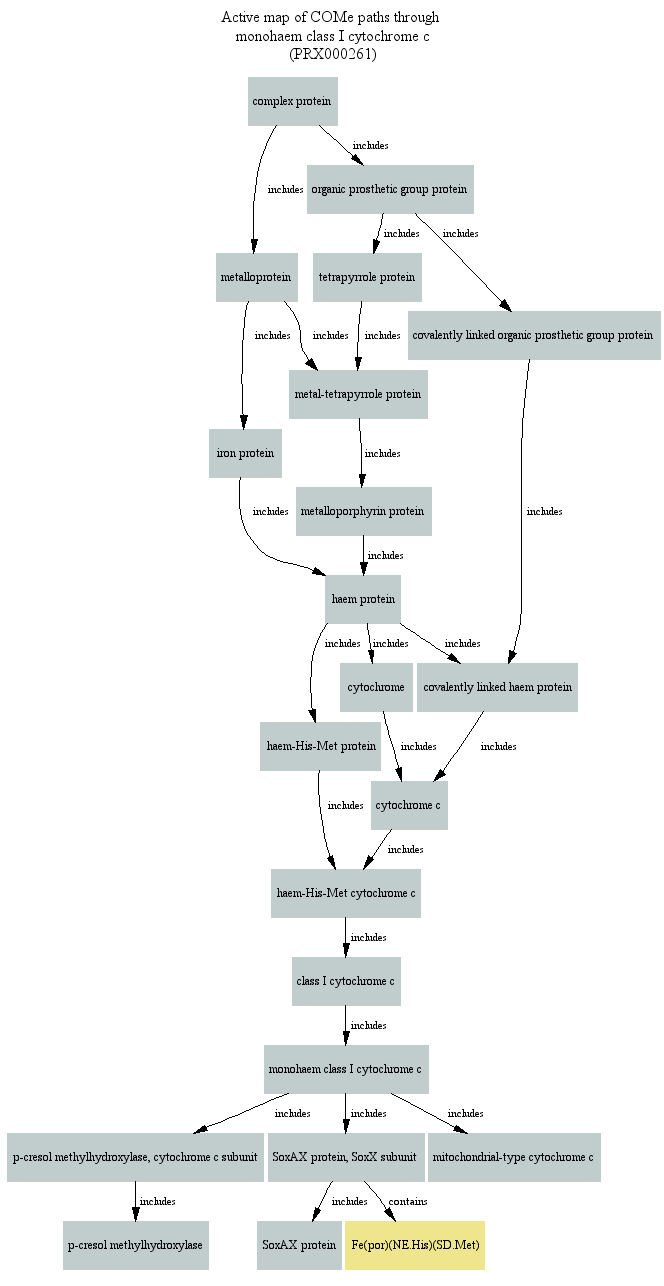 Active map of COMe paths through
monohaem class I cytochrome c
(PRX000261)
complex protein
includes
organic prosthetic group protein
includes
includes
includes
metalloprotein
tetrapyrrole protein
covalently linked organic prosthetic group protein
includes
includes
includes
metal-tetrapyrrole protein
iron protein
includes
metalloporphyrin protein
includes
includes
includes
haem protein
includes
includes
includes
cytochrome
covalently linked haem protein
haem-His-Met protein
includes
includes
cytochrome c
includes
includes
haem-His-Met cytochrome c
includes
class I cytochrome c
includes
monohaem class I cytochrome c
includes
includes
includes
p-cresol methylhydroxylase, cytochrome c subunit
SoxAX protein, SoxX subunit
mitochondrial-type cytochrome c
includes
includes
contains
p-cresol methylhydroxylase
SoxAX protein
Fe(por)(NE.His)(SD.Met)